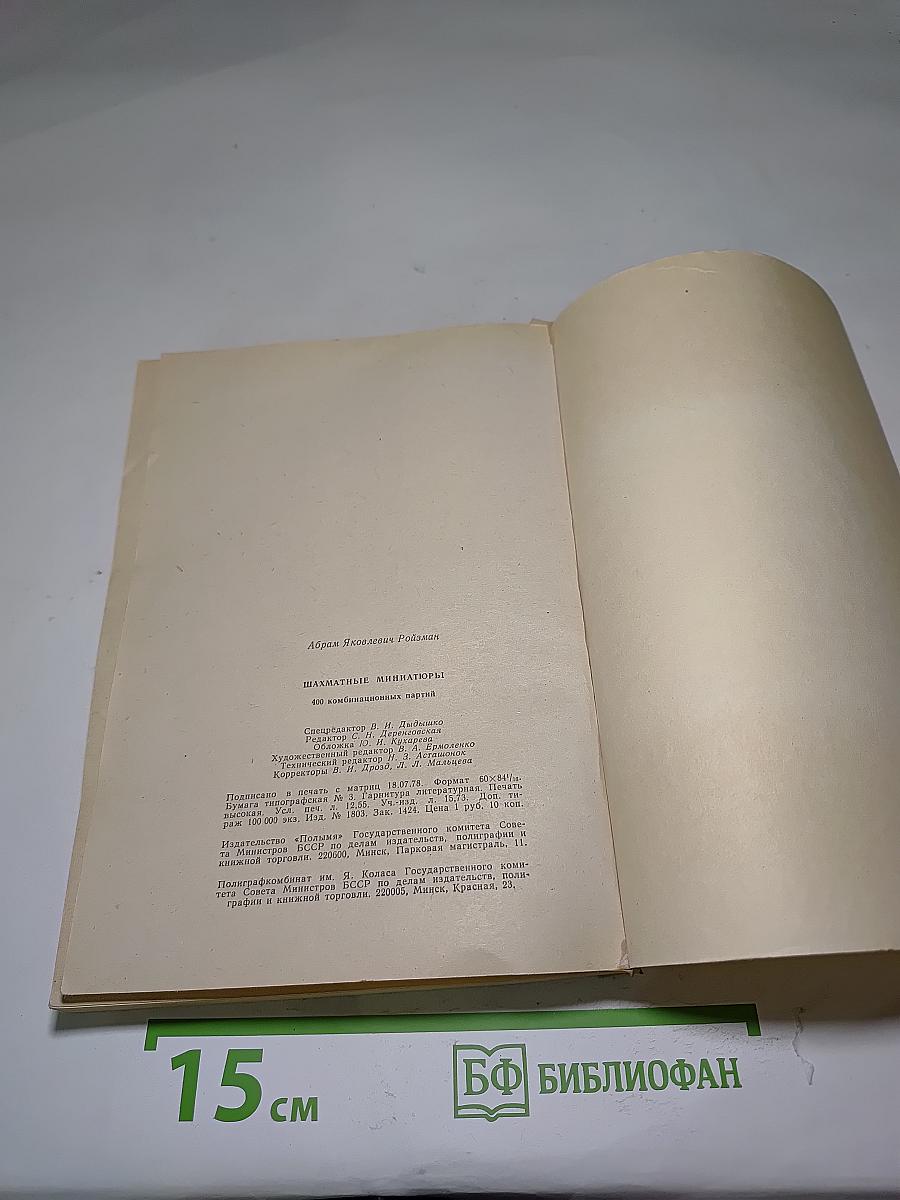 Абрам Яковлевич Ройзман
ШАХМАТНЫЕ МИНИАТЮРЫ
400 комбинационных партий
Спецредактор В. И. Дыдышко
Редактор С. Н. Деренговская
Обложка Ю. И. Кухарева
Художественный редактор В. А. Ермоленко
Технический редактор Н. З. Асташонок
Корректоры В. Н. Дрозд, Л. Л. Мальцева
Подписано в печать с матриц 18.07.78. Формат 60×84¹/₁₆.
Бумага типографская № 3. Гарнитура литературная. Печать
высокая. Усл. печ. л. 12,55. Уч.-изд. л. 15,73. Доп. ти-
раж 100 000 экз. Изд. № 1803. Зак. 1424. Цена 1 руб. 10 коп.
Издательство «Полымя» Государственного комитета Сове-
та Министров БССР по делам издательств, полиграфии и
книжной торговли. 220600, Минск, Парковая магистраль, 11.
Полиграфкомбинат им. Я. Коласа Государственного коми-
тета Совета Министров БССР по делам издательств, поли-
графии и книжной торговли. 220005, Минск, Красная, 23.
15 см
БФ БИБЛИОФАН